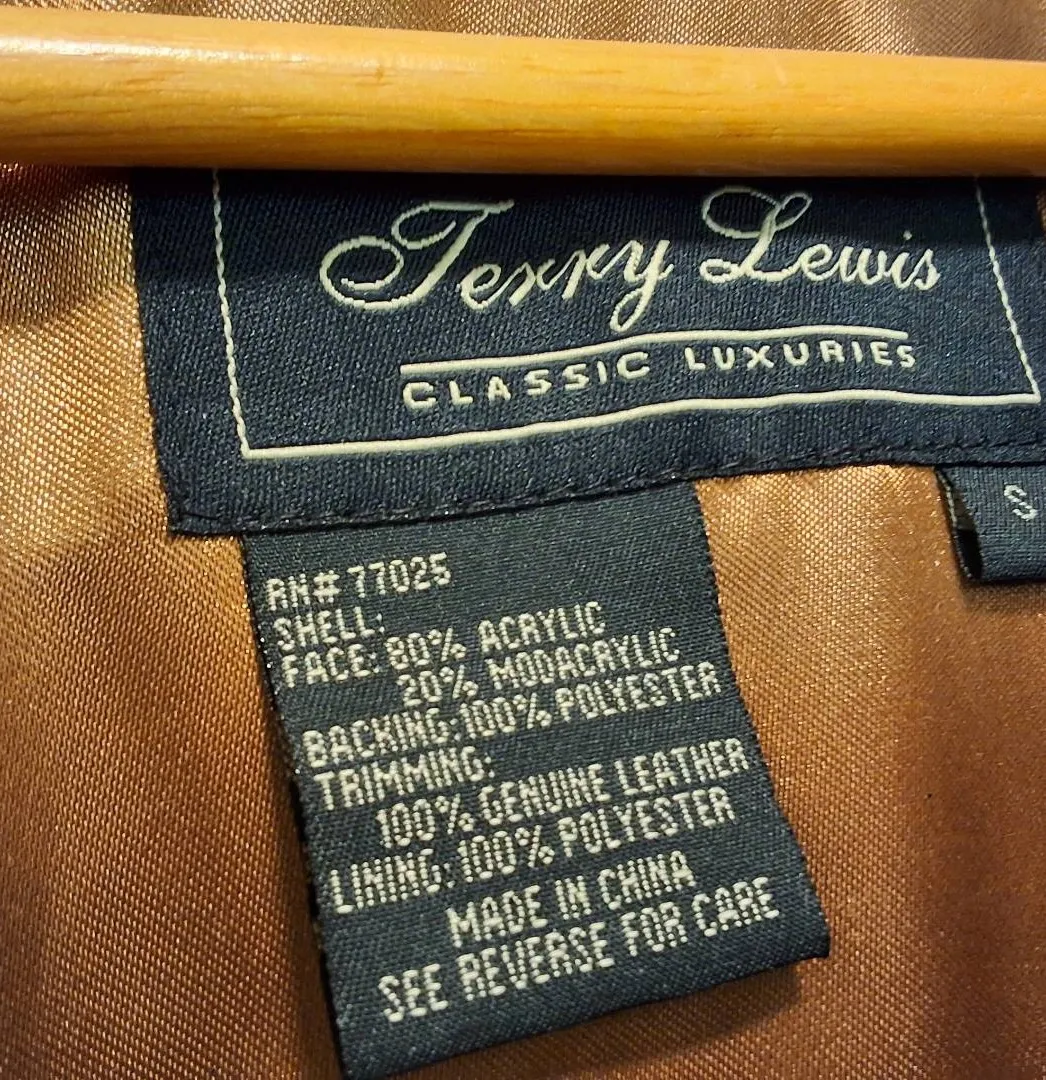 Terry Lewis
CLASSIC LUXURIES
S
RN# 77025
SHELL:
FACE: 80% ACRYLIC
20% MODACRYLIC
BACKING: 100% POLYESTER
TRIMMING:
100% GENUINE LEATHER
LINING: 100% POLYESTER
MADE IN CHINA
SEE REVERSE FOR CARE